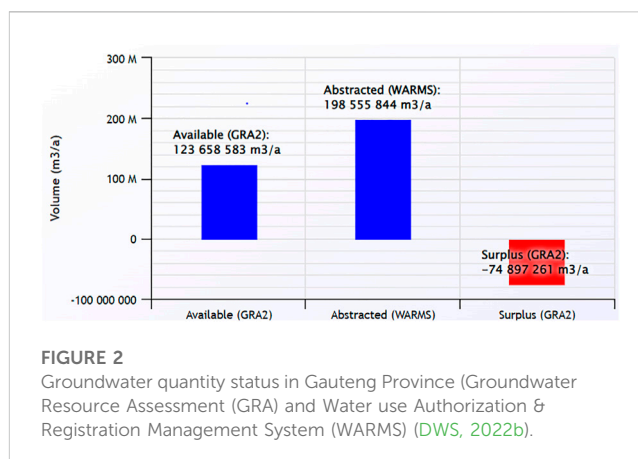 300 M
200 M
100 M
0
-100 000 000
Volume (m3/a)
Available (GRA2):
123 658 583 m3/a
Abstracted (WARMS):
198 555 844 m3/a
Surplus (GRA2):
−74 897 261 m3/a
Available (GRA2)
Abstracted (WARMS)
Surplus (GRA2)
FIGURE 2
Groundwater quantity status in Gauteng Province (Groundwater
Resource Assessment (GRA) and Water use Authorization &
Registration Management System (WARMS) (DWS, 2022b).